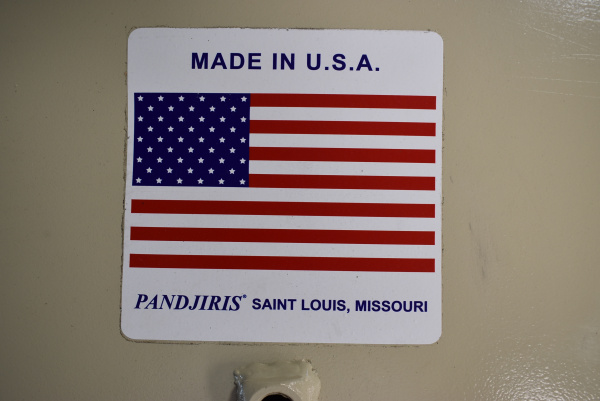 MADE IN U.S.A.
PANDJIRIS® SAINT LOUIS, MISSOURI